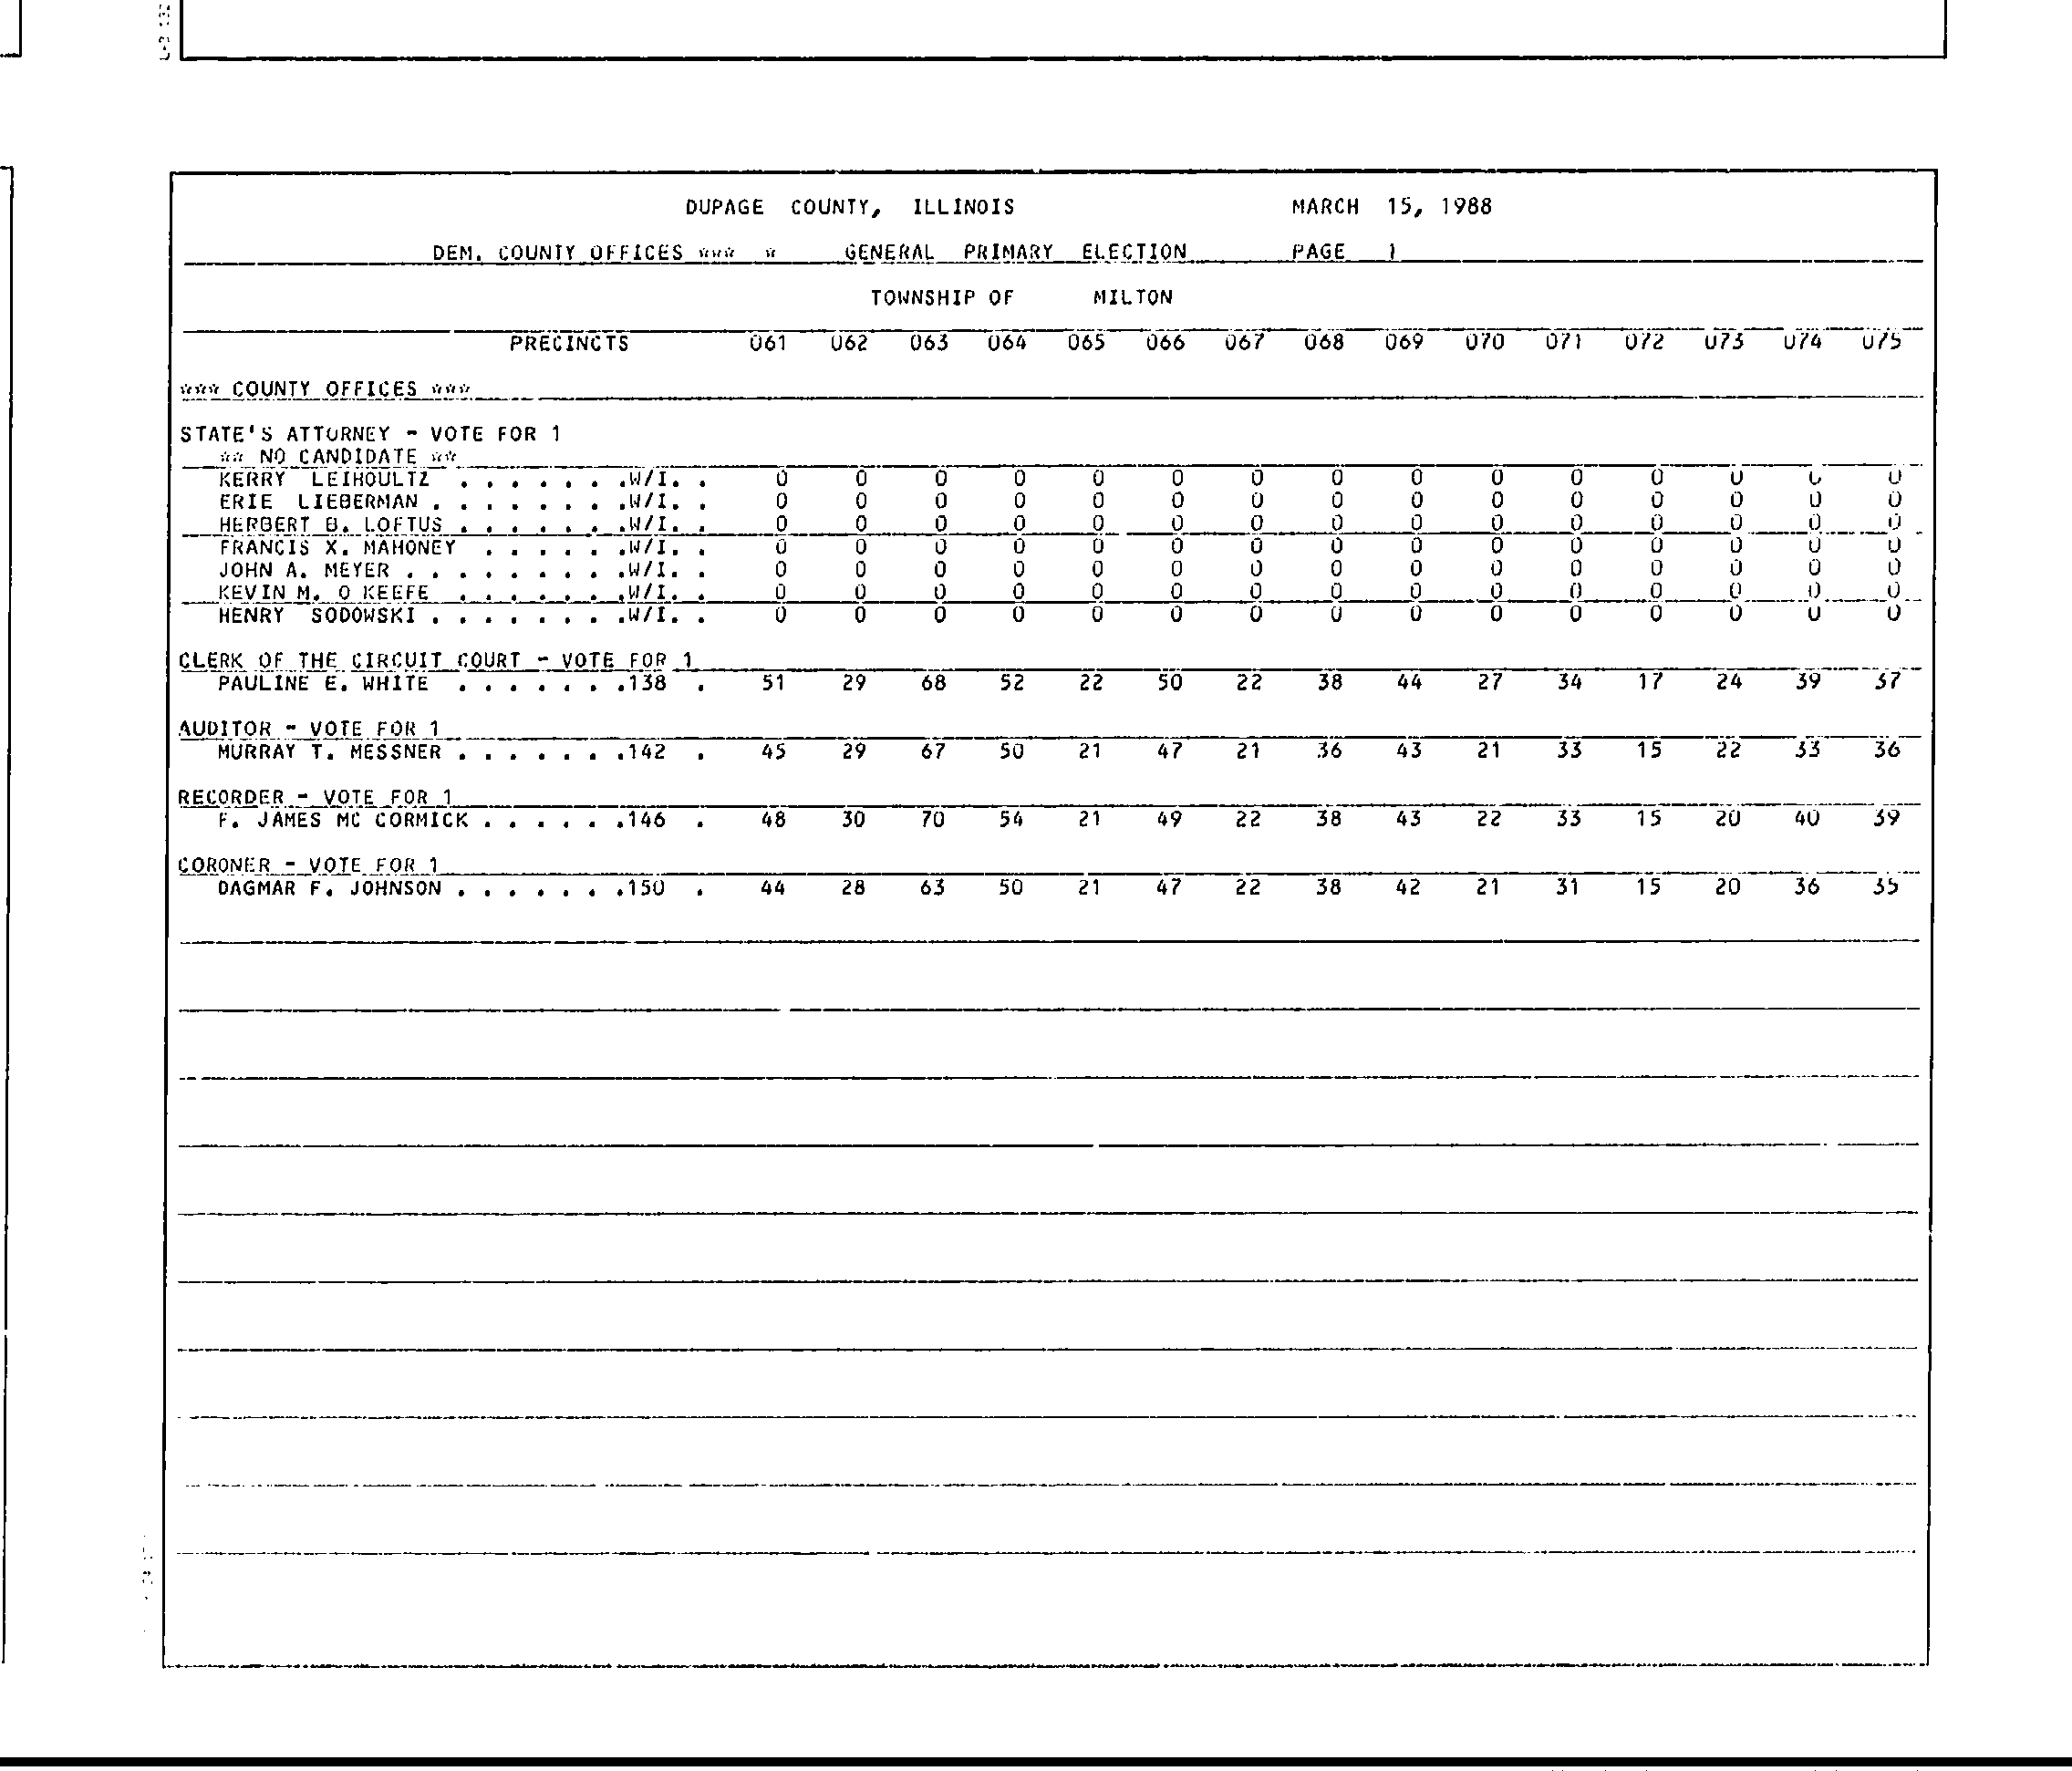 DUPAGE COUNTY, ILLINOIS MARCH 15, 1988
DEM. COUNTY OFFICES *** * GENERAL PRIMARY ELECTION PAGE 1
TOWNSHIP OF MILTON
PRECINCTS 061 062 063 064 065 066 067 068 069 070 071 072 073 074 075
*** COUNTY OFFICES ***
STATE'S ATTORNEY - VOTE FOR 1
** NO CANDIDATE **
KERRY LEIHOULTZ . . . . . . .W/I. . 0 0 0 0 0 0 0 0 0 0 0 0 0 0 0
ERIE LIEBERMAN . . . . . . . .W/I. . 0 0 0 0 0 0 0 0 0 0 0 0 0 0 0
HERBERT B. LOFTUS . . . . . . .W/I. . 0 0 0 0 0 0 0 0 0 0 0 0 0 0 0
FRANCIS X. MAHONEY . . . . . .W/I. . 0 0 0 0 0 0 0 0 0 0 0 0 0 0 0
JOHN A. MEYER . . . . . . . . .W/I. . 0 0 0 0 0 0 0 0 0 0 0 0 0 0 0
KEVIN M. O KEEFE . . . . . . .W/I. . 0 0 0 0 0 0 0 0 0 0 0 0 0 0 0
HENRY SODOWSKI . . . . . . . .W/I. . 0 0 0 0 0 0 0 0 0 0 0 0 0 0 0
CLERK OF THE CIRCUIT COURT - VOTE FOR 1
PAULINE E. WHITE . . . . . . .138 . 51 29 68 52 22 50 22 38 44 27 34 17 24 39 37
AUDITOR - VOTE FOR 1
MURRAY T. MESSNER . . . . . . .142 . 45 29 67 50 21 47 21 36 43 21 33 15 22 33 36
RECORDER - VOTE FOR 1
F. JAMES MC CORMICK . . . . . .146 . 48 30 70 54 21 49 22 38 43 22 33 15 20 40 39
CORONER - VOTE FOR 1
DAGMAR F. JOHNSON . . . . . . .150 . 44 28 63 50 21 47 22 38 42 21 31 15 20 36 35